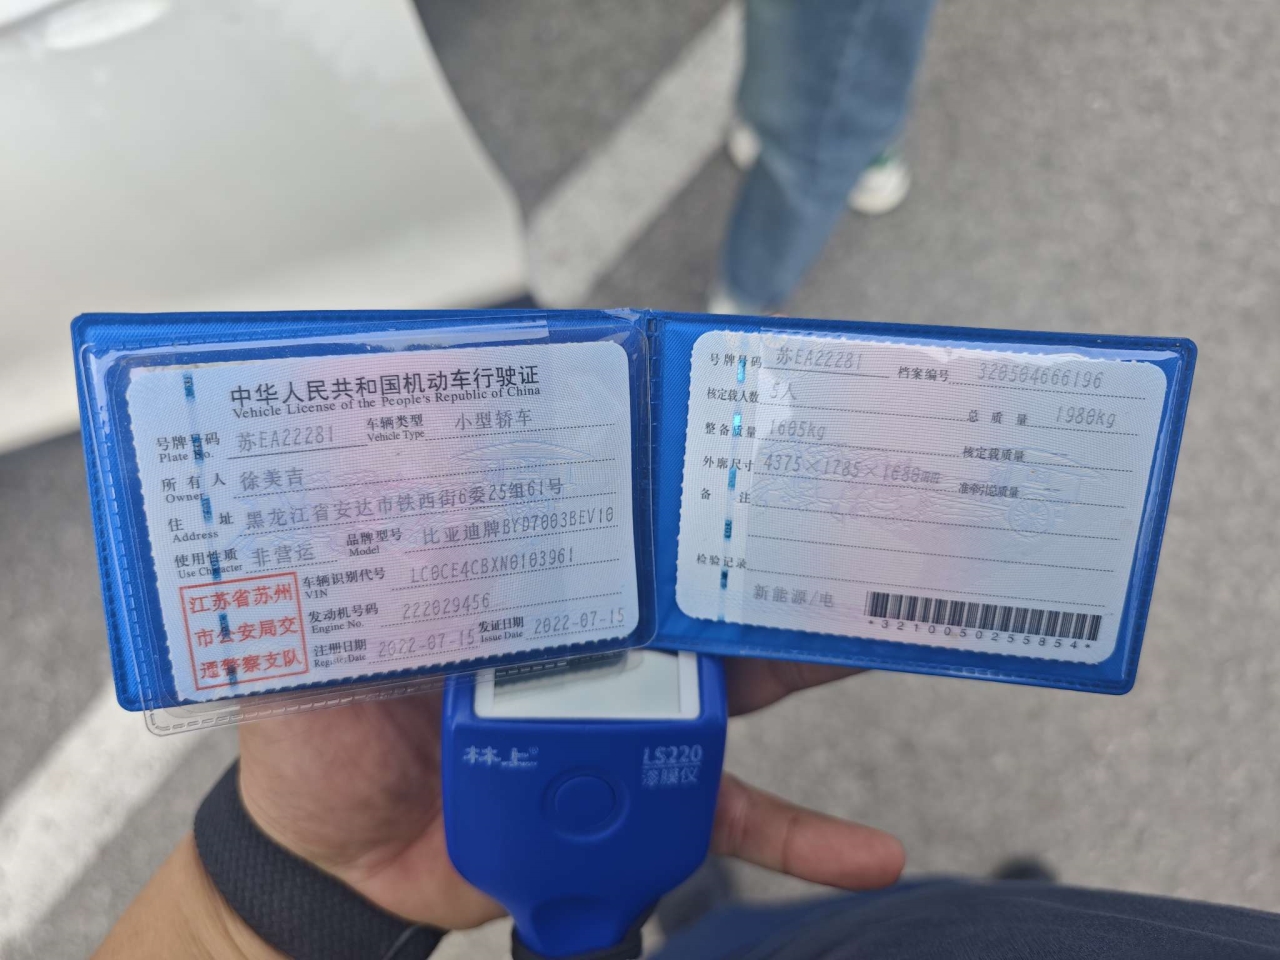 中华人民共和国机动车行驶证
Vehicle License of the People's Republic of China
号牌号码 苏EA22281 车辆类型 小型轿车
Plate No. Vehicle Type
所有人 徐美吉
Owner
住址 黑龙江省安达市铁西街6委25组61号
Address
使用性质 非营运 品牌型号 比亚迪牌BYD7003BEV10
Use Character Model
江苏省苏州
市公安局交
通警察支队
车辆识别代号 LC0CE4CBXN0103961
VIN
发动机号码 222029456
Engine No.
注册日期 2022-07-15 发证日期 2022-07-15
Register Date Issue Date
号牌号码 苏EA22281 档案编号 320504666196
核定载人数 5人 总质量 1980kg
整备质量 1605kg 核定载质量 --
外廓尺寸 4375×1785×1680mm 准牵引总质量 --
备注
检验记录
新能源/电
*3210050255854*
林上 LS220
漆膜仪